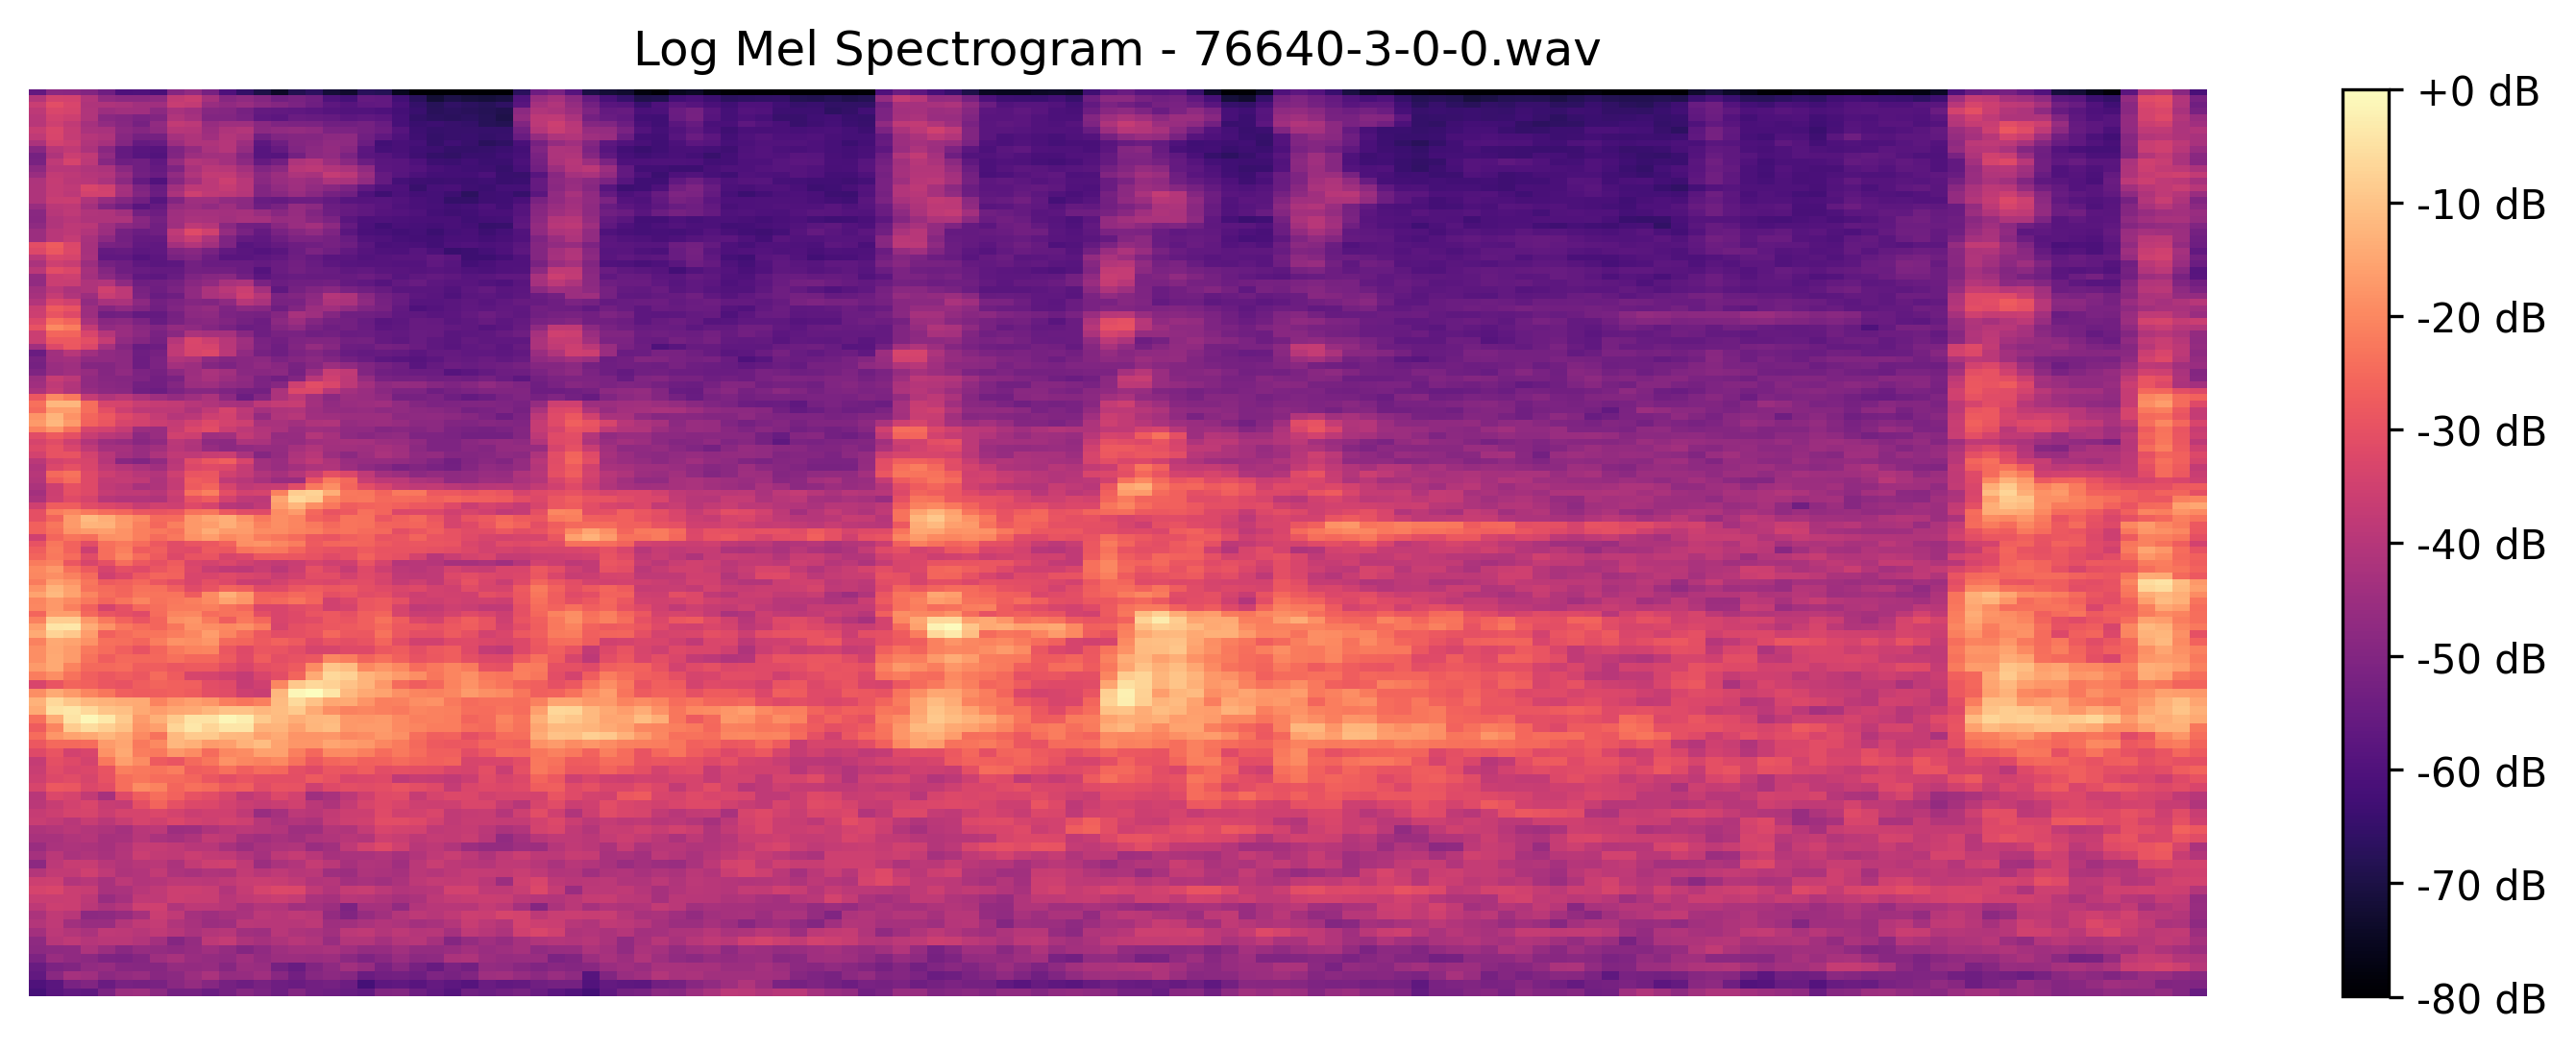 Log Mel Spectrogram - 76640-3-0-0.wav
+0 dB
-10 dB
-20 dB
-30 dB
-40 dB
-50 dB
-60 dB
-70 dB
-80 dB